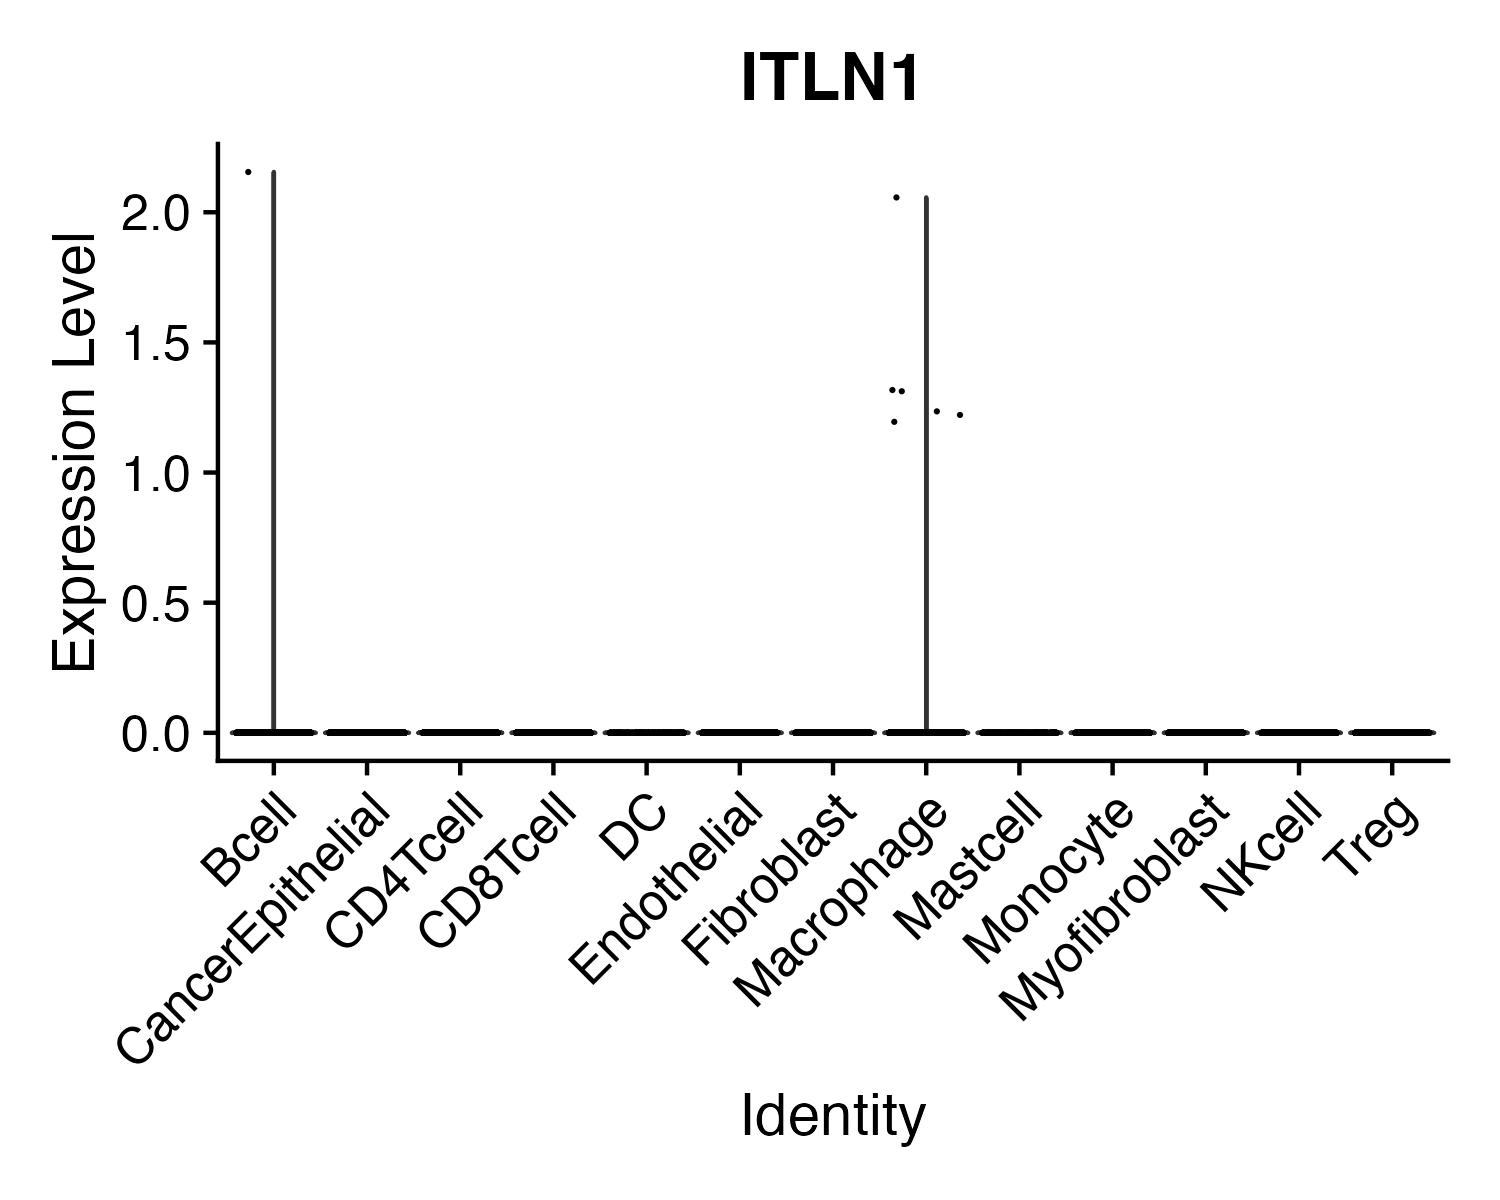 ITLN1
Expression Level
2.0
1.5
1.0
0.5
0.0
Bcell
CancerEpithelial
CD4Tcell
CD8Tcell
DC
Endothelial
Fibroblast
Macrophage
Mastcell
Monocyte
Myofibroblast
NKcell
Treg
Identity